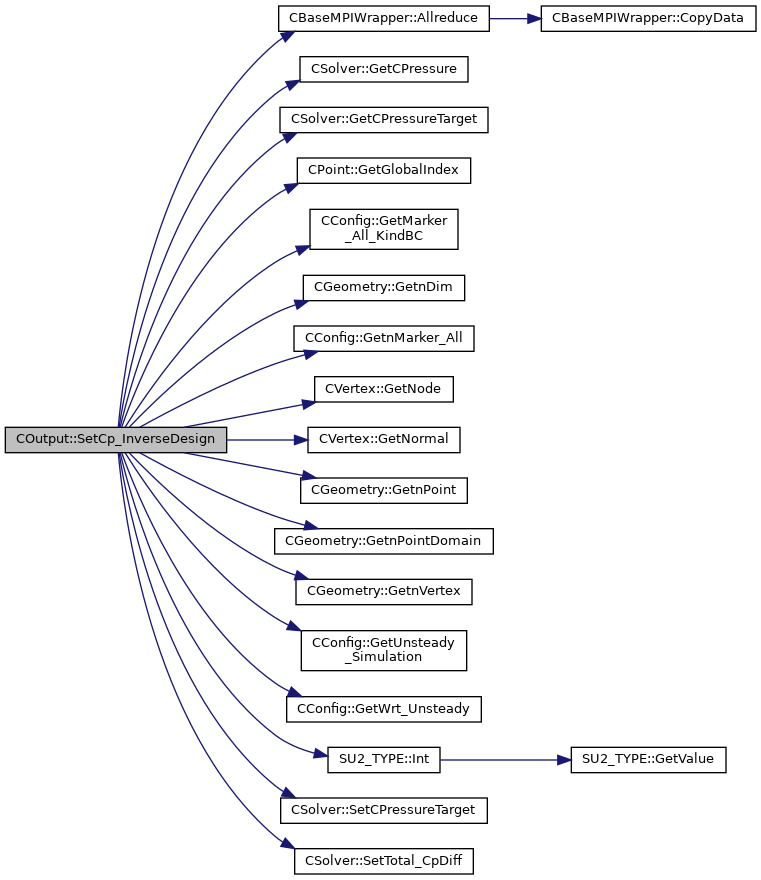 CBaseMPIWrapper::Allreduce
CBaseMPIWrapper::CopyData
CSolver::GetCPressure
CSolver::GetCPressureTarget
CPoint::GetGlobalIndex
CConfig::GetMarker
_All_KindBC
CGeometry::GetnDim
CConfig::GetnMarker_All
CVertex::GetNode
COutput::SetCp_InverseDesign
CVertex::GetNormal
CGeometry::GetnPoint
CGeometry::GetnPointDomain
CGeometry::GetnVertex
CConfig::GetUnsteady
_Simulation
CConfig::GetWrt_Unsteady
SU2_TYPE::Int
SU2_TYPE::GetValue
CSolver::SetCPressureTarget
CSolver::SetTotal_CpDiff